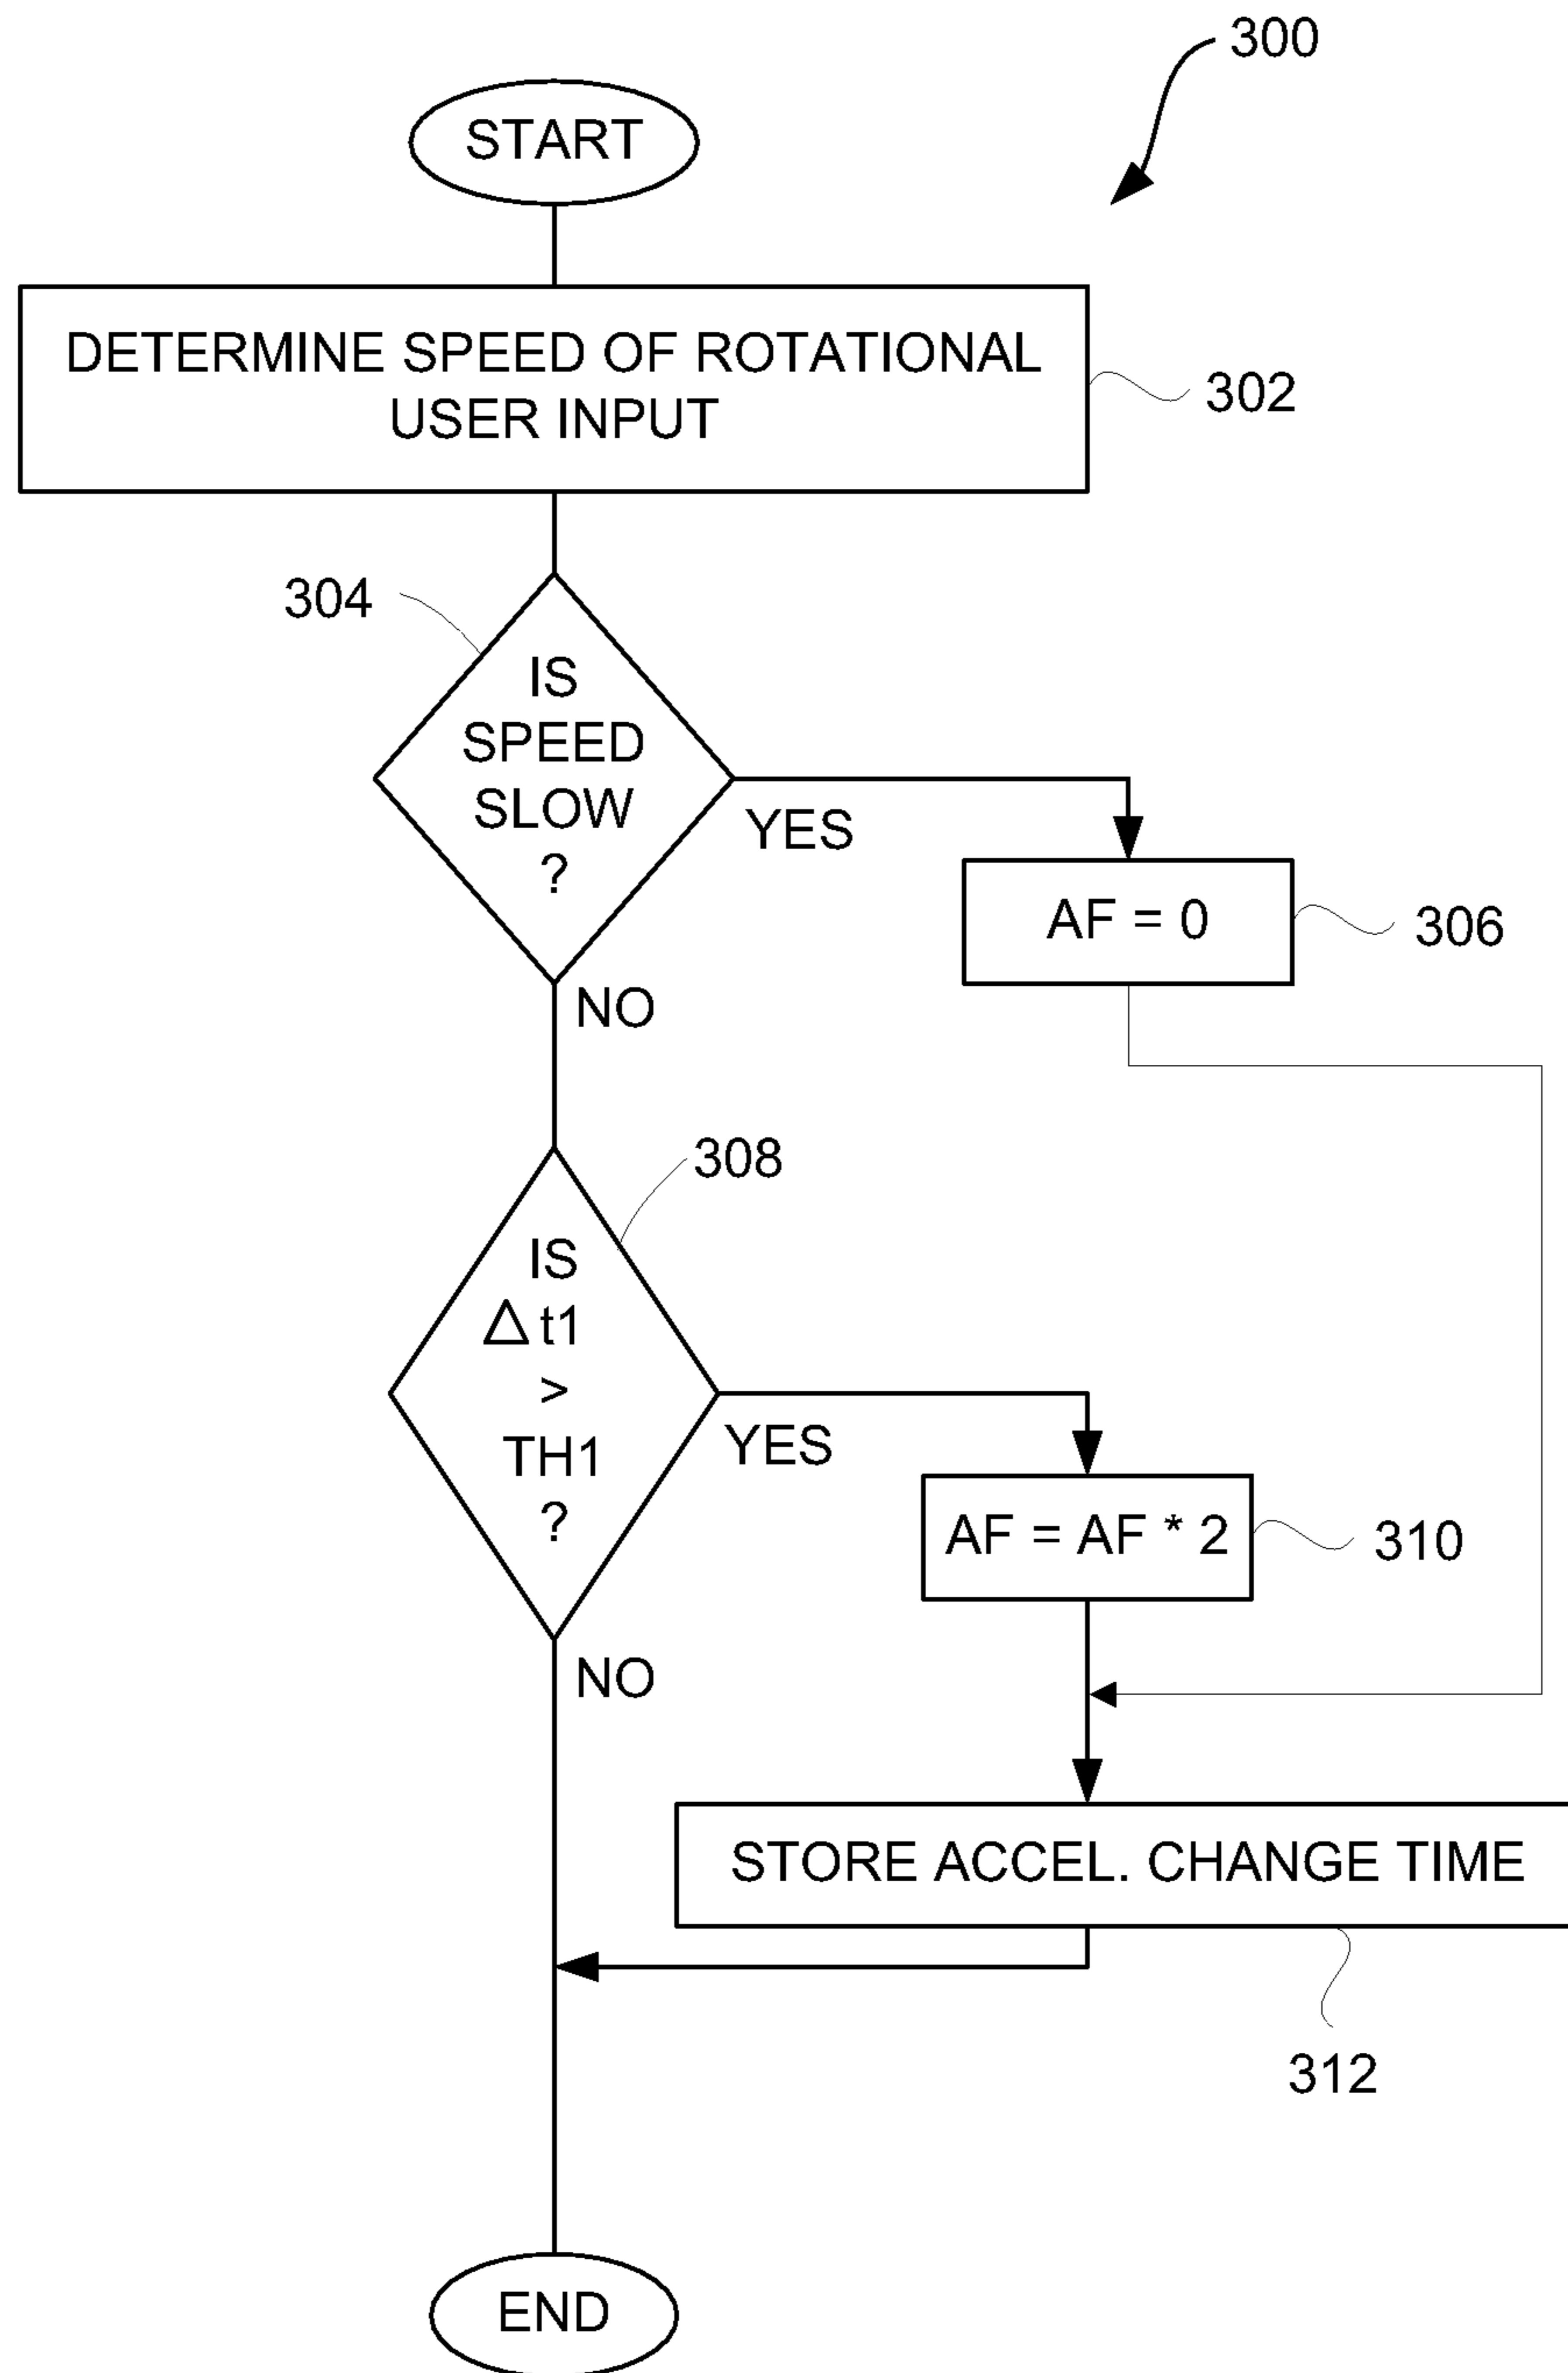 300
START
DETERMINE SPEED OF ROTATIONAL
USER INPUT
302
304
IS
SPEED
SLOW
?
YES
AF = 0
306
NO
308
IS
Δt1
>
TH1
?
YES
AF = AF * 2
310
NO
STORE ACCEL. CHANGE TIME
312
END